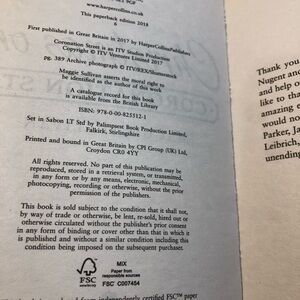 www.harpercollins.co.uk
This paperback edition 2018
6
First published in Great Britain in 2017 by HarperCollinsPublishers
Coronation Street is an ITV Studios Production
Copyright © ITV Ventures Limited 2017
pg. 389 Archive photograph © ITV/REX/Shutterstock
Maggie Sullivan asserts the moral right to
be identified as the author of this work
A catalogue record for this book
is available from the British Library
ISBN: 978-0-00-825512-1
Set in Sabon LT Std by Palimpsest Book Production Limited,
Falkirk, Stirlingshire
Printed and bound in Great Britain by CPI Group (UK) Ltd,
Croydon CR0 4YY
All rights reserved. No part of this publication may be
reproduced, stored in a retrieval system, or transmitted,
in any form or by any means, electronic, mechanical,
photocopying, recording or otherwise, without the prior
permission of the publishers.
This book is sold subject to the condition that it shall not,
by way of trade or otherwise, be lent, re-sold, hired out or
otherwise circulated without the publisher's prior consent
in any form of binding or cover other than that in which it
is published and without a similar condition including this
condition being imposed on the subsequent purchaser.
FSC
MIX
Paper from
responsible sources
FSC C007454
from independently certified FSC™ paper
Thank you
Nugent and
and help o
like to tha
amazing
would no
Parker, J
Leibrich,
unending